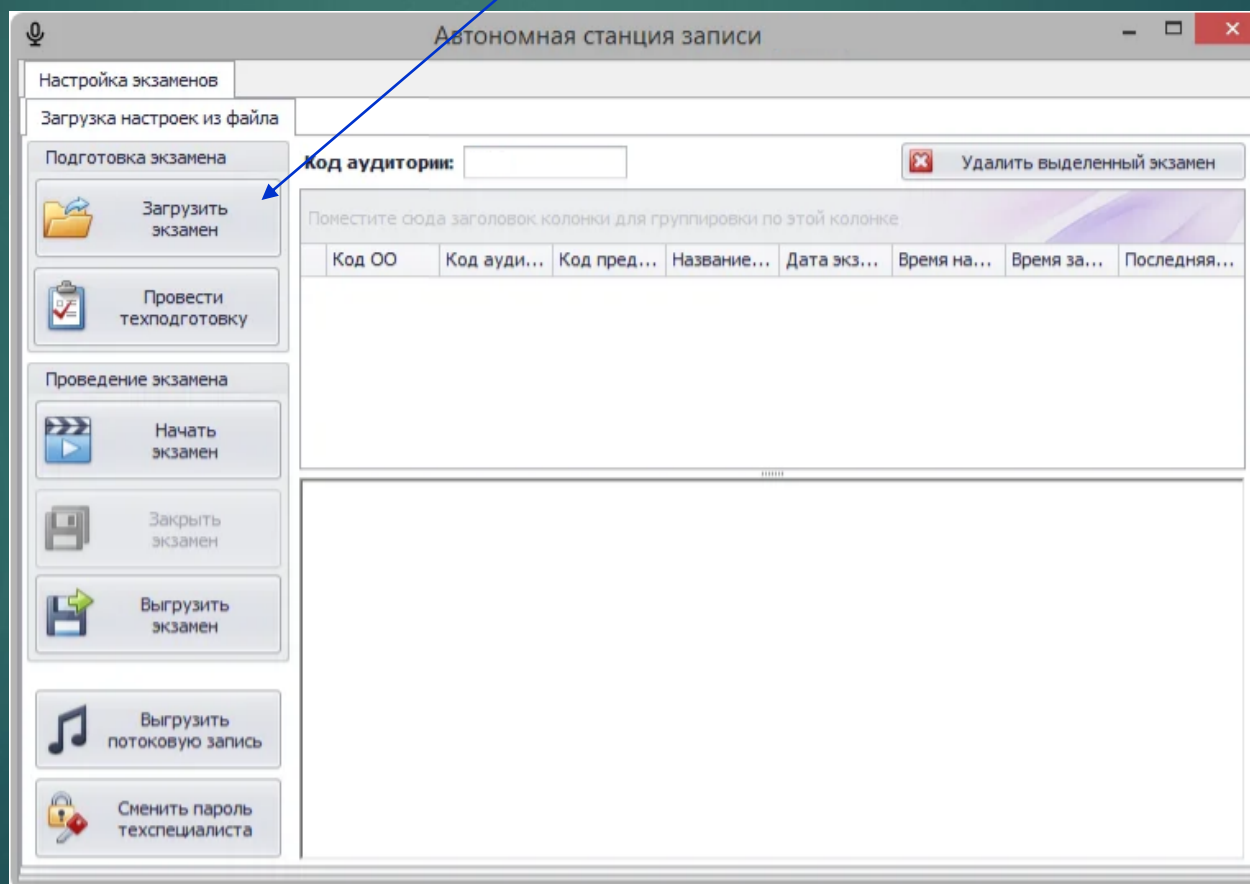 Автономная станция записи
Настройка экзаменов
Загрузка настроек из файла
Подготовка экзамена
Код аудитории:
Удалить выделенный экзамен
Загрузить
экзамен
Поместите сюда заголовок колонки для группировки по этой колонке
Код ОО Код ауди... Код пред... Название... Дата экз... Время на... Время за... Последняя...
Провести
техподготовку
Проведение экзамена
Начать
экзамен
Закрыть
экзамен
Выгрузить
экзамен
Выгрузить
потоковую запись
Сменить пароль
техспециалиста